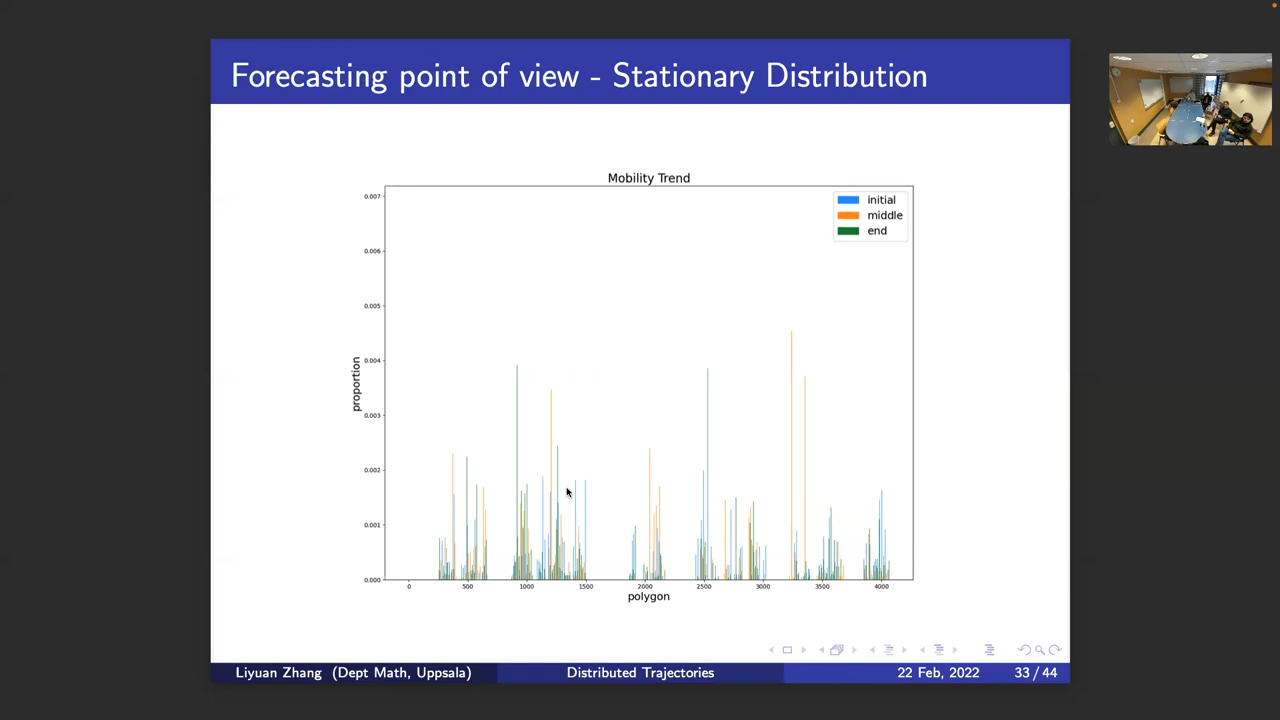 Forecasting point of view - Stationary Distribution
Mobility Trend
initial
middle
end
proportion
0.007
0.006
0.005
0.004
0.003
0.002
0.001
0.000
0 500 1000 1500 2000 2500 3000 3500 4000
polygon
Liyuan Zhang (Dept Math, Uppsala) Distributed Trajectories 22 Feb, 2022 33 / 44